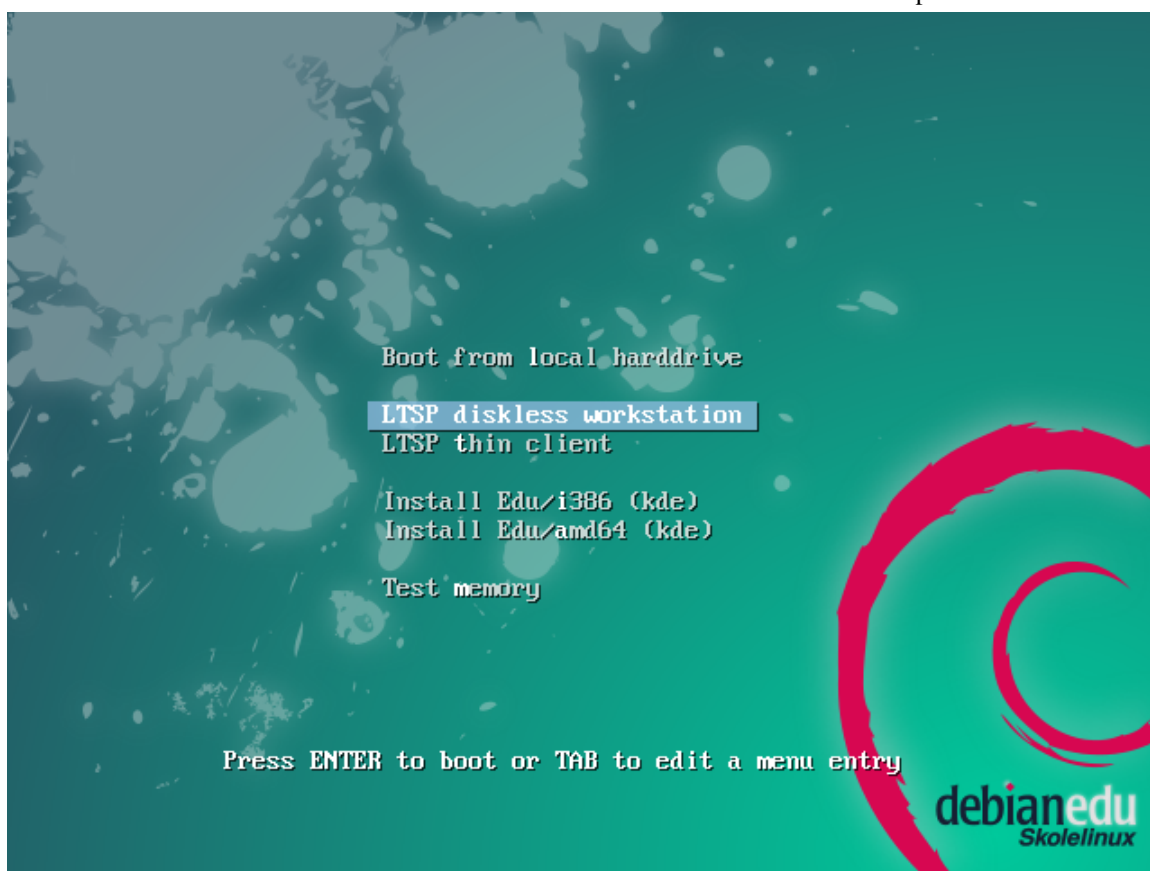 Boot from local harddrive
LTSP diskless workstation
LTSP thin client
Install Edu/i386 (kde)
Install Edu/amd64 (kde)
Test memory
Press ENTER to boot or TAB to edit a menu entry
debianedu
Skolelinux